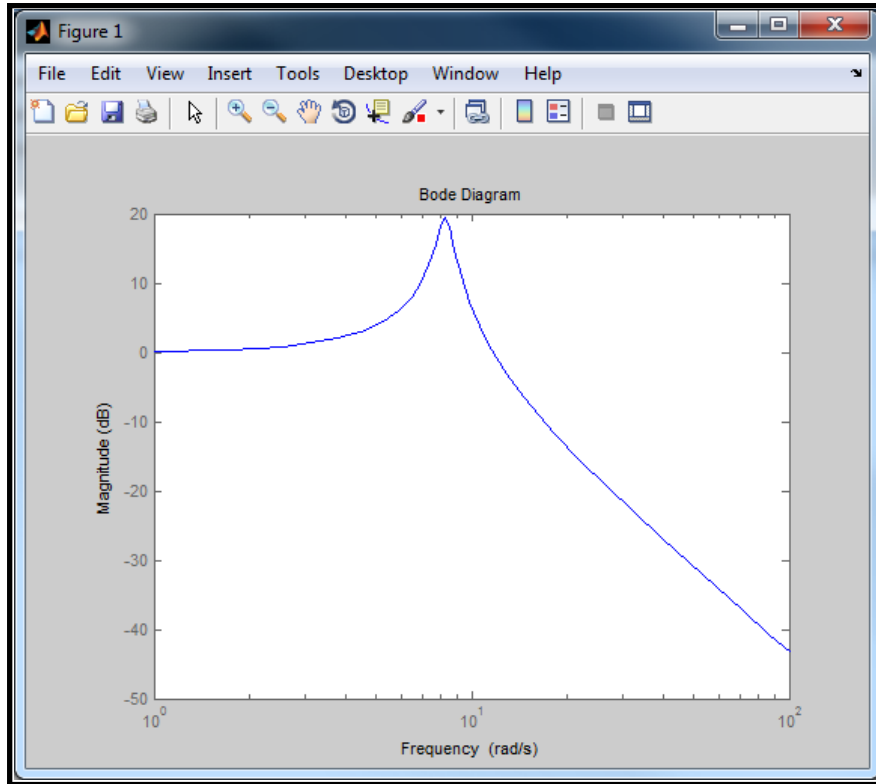 Figure 1
File Edit View Insert Tools Desktop Window Help
Bode Diagram
20
10
0
-10
-20
-30
-40
-50
Magnitude (dB)
10^0 10^1 10^2
Frequency (rad/s)